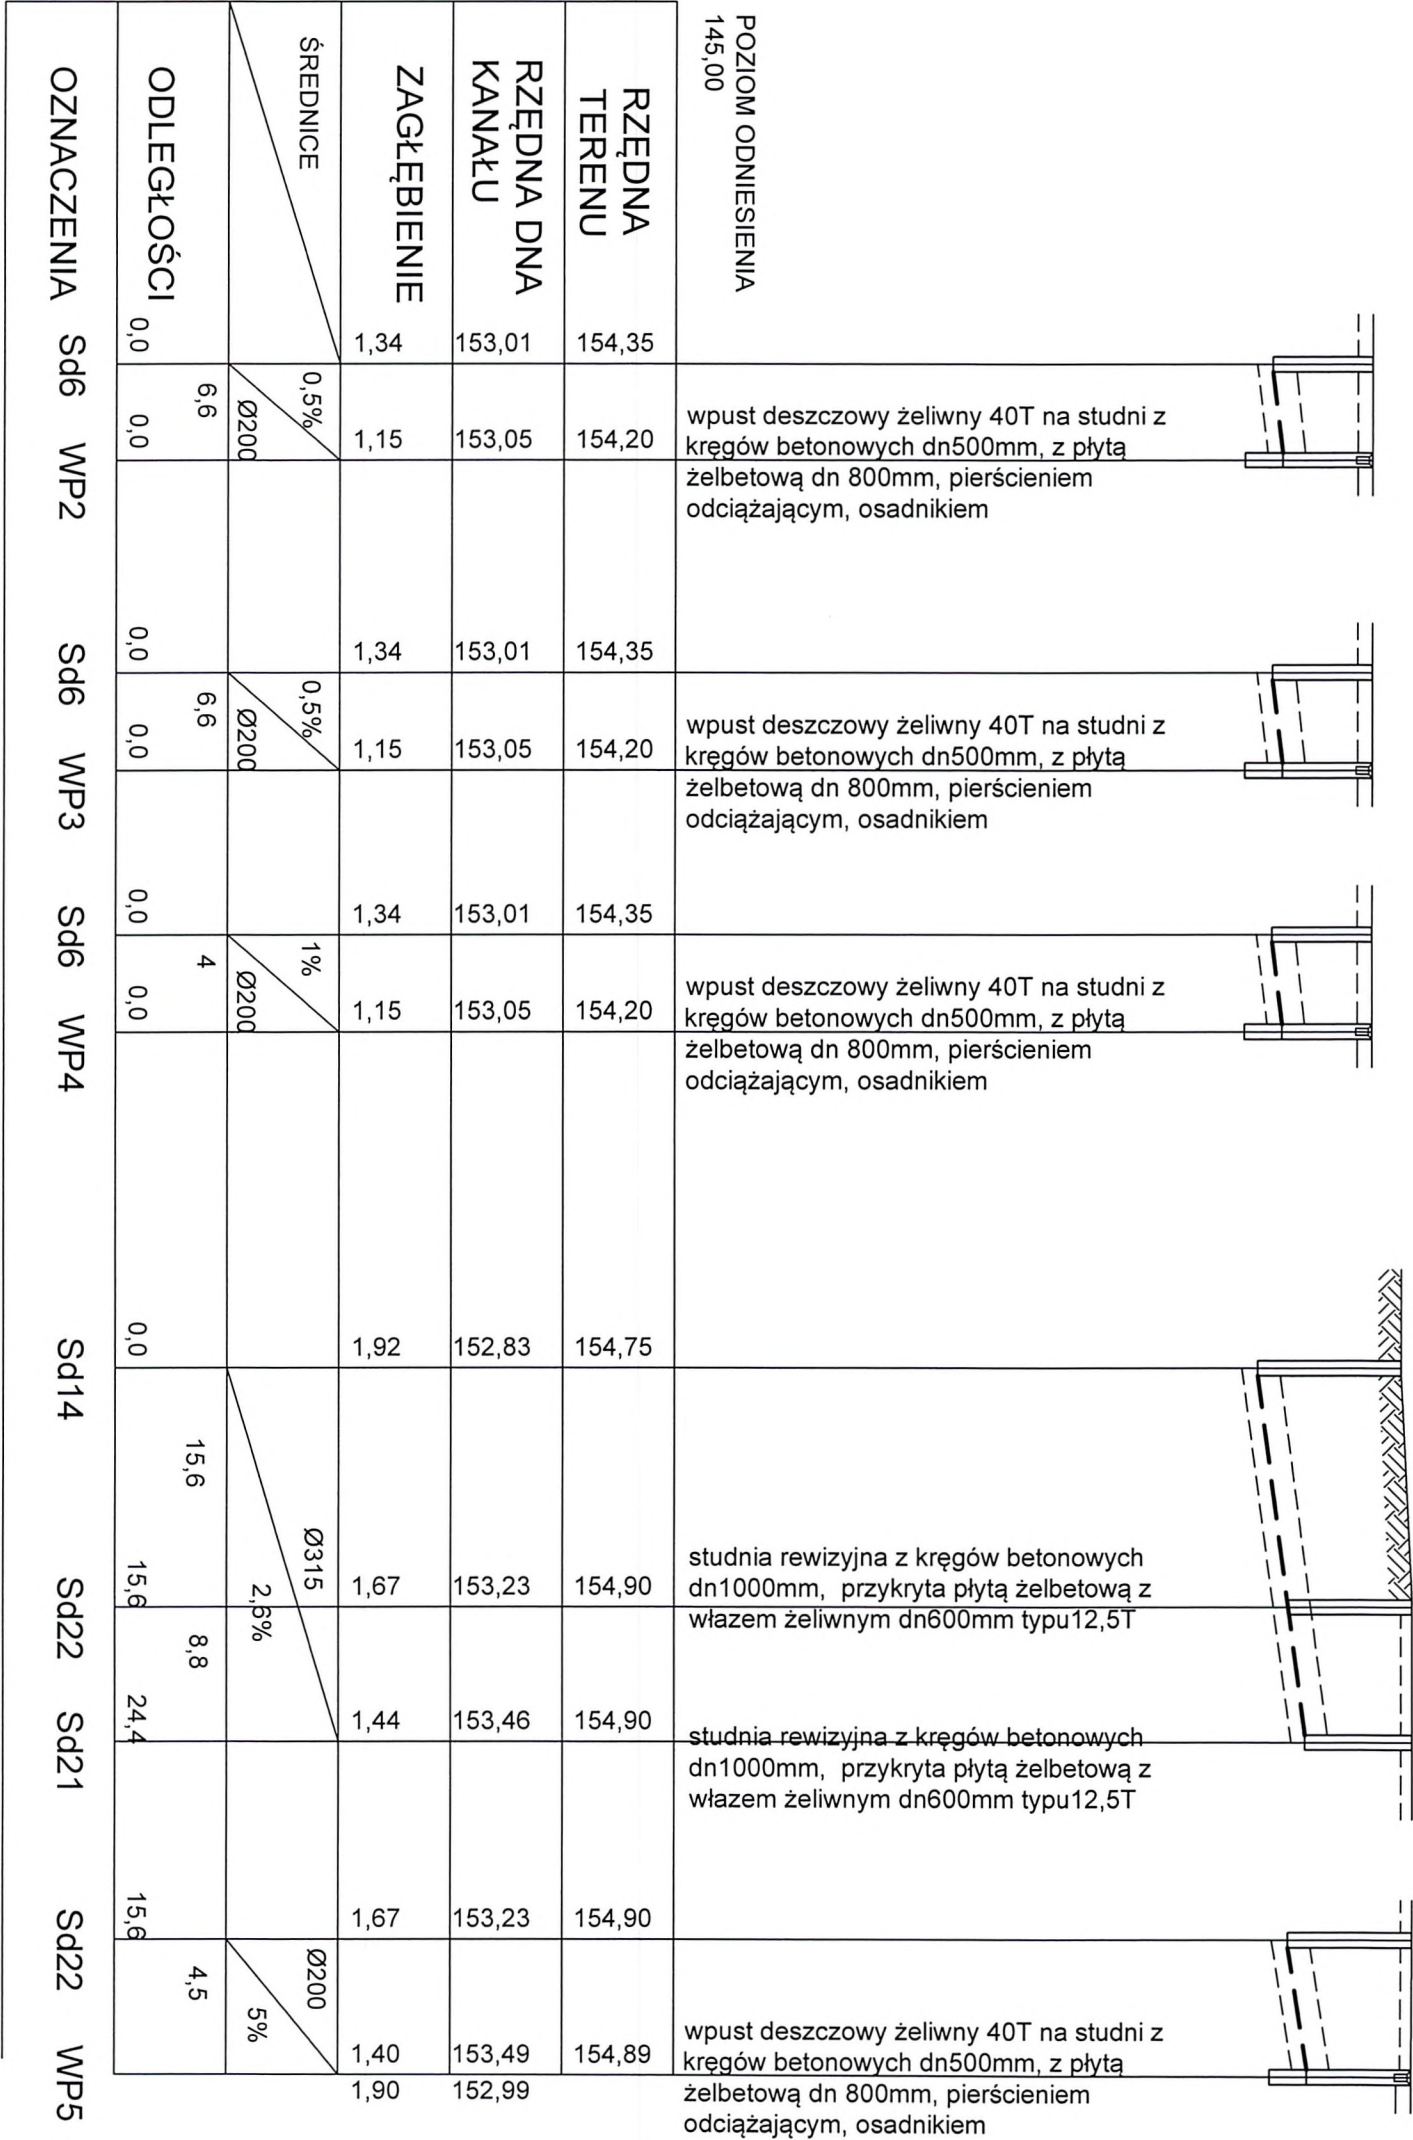 POZIOM ODNIESIENIA
145,00
RZĘDNA
TERENU
RZĘDNA DNA
KANAŁU
ZAGŁĘBIENIE
ŚREDNICE
ODLEGŁOŚCI
OZNACZENIA
154,35
153,01
1,34
0,0
Sd6
0,5%
Ø200
6,6
wpust deszczowy żeliwny 40T na studni z
kręgów betonowych dn500mm, z płytą
żelbetową dn 800mm, pierścieniem
odciążającym, osadnikiem
154,20
153,05
1,15
0,0
WP2
154,35
153,01
1,34
0,0
Sd6
0,5%
Ø200
6,6
wpust deszczowy żeliwny 40T na studni z
kręgów betonowych dn500mm, z płytą
żelbetową dn 800mm, pierścieniem
odciążającym, osadnikiem
154,20
153,05
1,15
0,0
WP3
154,35
153,01
1,34
0,0
Sd6
1%
Ø200
4
wpust deszczowy żeliwny 40T na studni z
kręgów betonowych dn500mm, z płytą
żelbetową dn 800mm, pierścieniem
odciążającym, osadnikiem
154,20
153,05
1,15
0,0
WP4
154,75
152,83
1,92
0,0
Sd14
15,6
Ø315
2,6%
studnia rewizyjna z kręgów betonowych
dn1000mm, przykryta płytą żelbetową z
włazem żeliwnym dn600mm typu12,5T
154,90
153,23
1,67
15,6
Sd22
8,8
studnia rewizyjna z kręgów betonowych
dn1000mm, przykryta płytą żelbetową z
włazem żeliwnym dn600mm typu12,5T
154,90
153,46
1,44
24,4
Sd21
154,90
153,23
1,67
15,6
Sd22
Ø200
5%
4,5
wpust deszczowy żeliwny 40T na studni z
kręgów betonowych dn500mm, z płytą
żelbetową dn 800mm, pierścieniem
odciążającym, osadnikiem
154,89
153,49
1,40
152,99
1,90
WP5